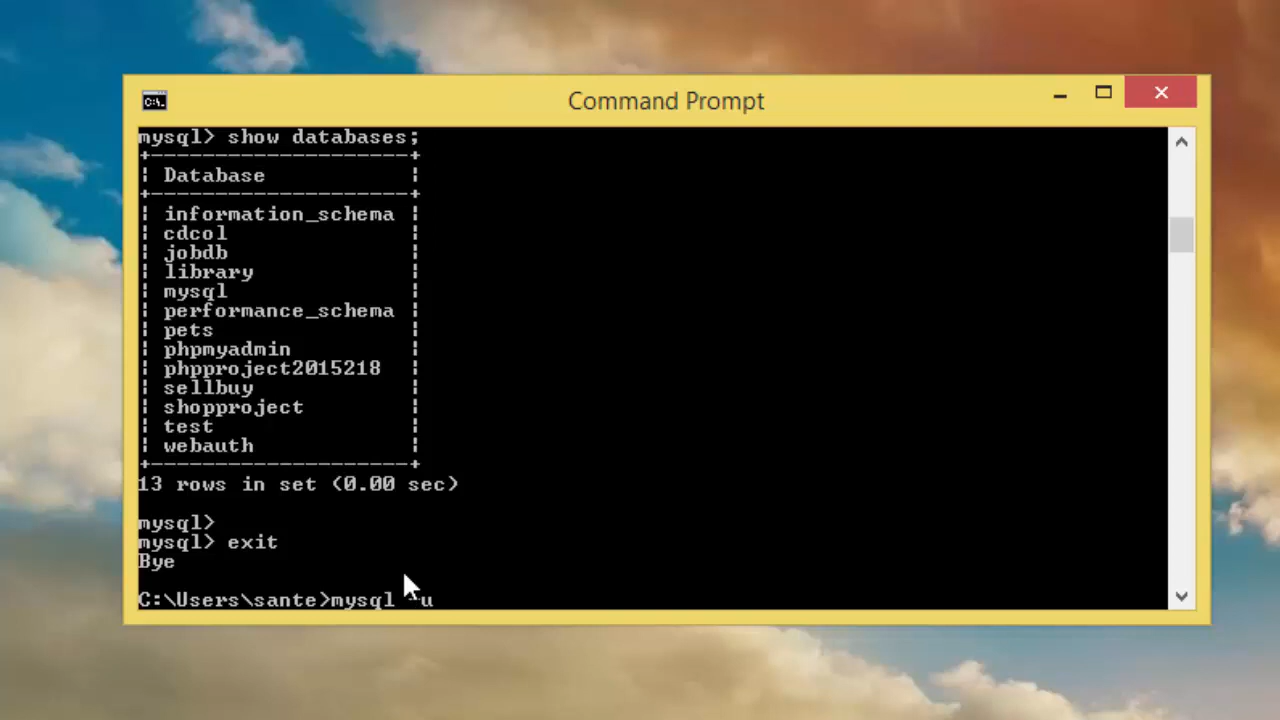 C:\.
Command Prompt
mysql> show databases;
+--------------------+
| Database           |
+--------------------+
| information_schema |
| cdcol              |
| jobdb              |
| library            |
| mysql              |
| performance_schema |
| pets               |
| phpmyadmin         |
| phpproject2015218  |
| sellbuy            |
| shopproject        |
| test               |
| webauth            |
+--------------------+
13 rows in set (0.00 sec)
mysql>
mysql> exit
Bye
C:\Users\sante>mysql -u